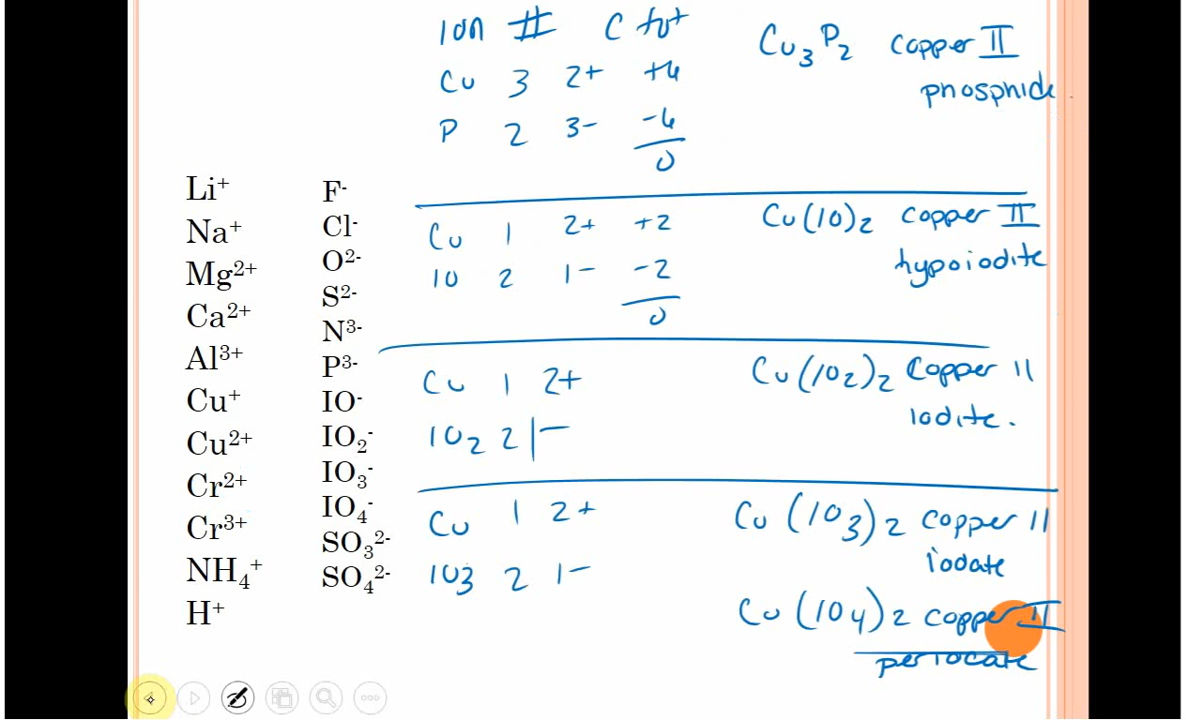 Ion # C tot
Cu 3 2+ +6
P 2 3- -6
0
Cu₃P₂ copper II
phosphide
Li⁺
Na⁺
Mg²⁺
Ca²⁺
Al³⁺
Cu⁺
Cu²⁺
Cr²⁺
Cr³⁺
NH₄⁺
H⁺
F⁻
Cl⁻
O²⁻
S²⁻
N³⁻
P³⁻
IO⁻
IO₂⁻
IO₃⁻
IO₄⁻
SO₃²⁻
SO₄²⁻
Cu 1 2+ +2
IO 2 1- -2
0
Cu(IO)₂ copper II
hypoiodite
Cu 1 2+
IO₂ 2 1-
Cu(IO₂)₂ Copper II
iodite.
Cu 1 2+
IO3 2 1-
Cu(IO₃)₂ copper II
iodate
Cu(IO₄)₂ copper II
periodate